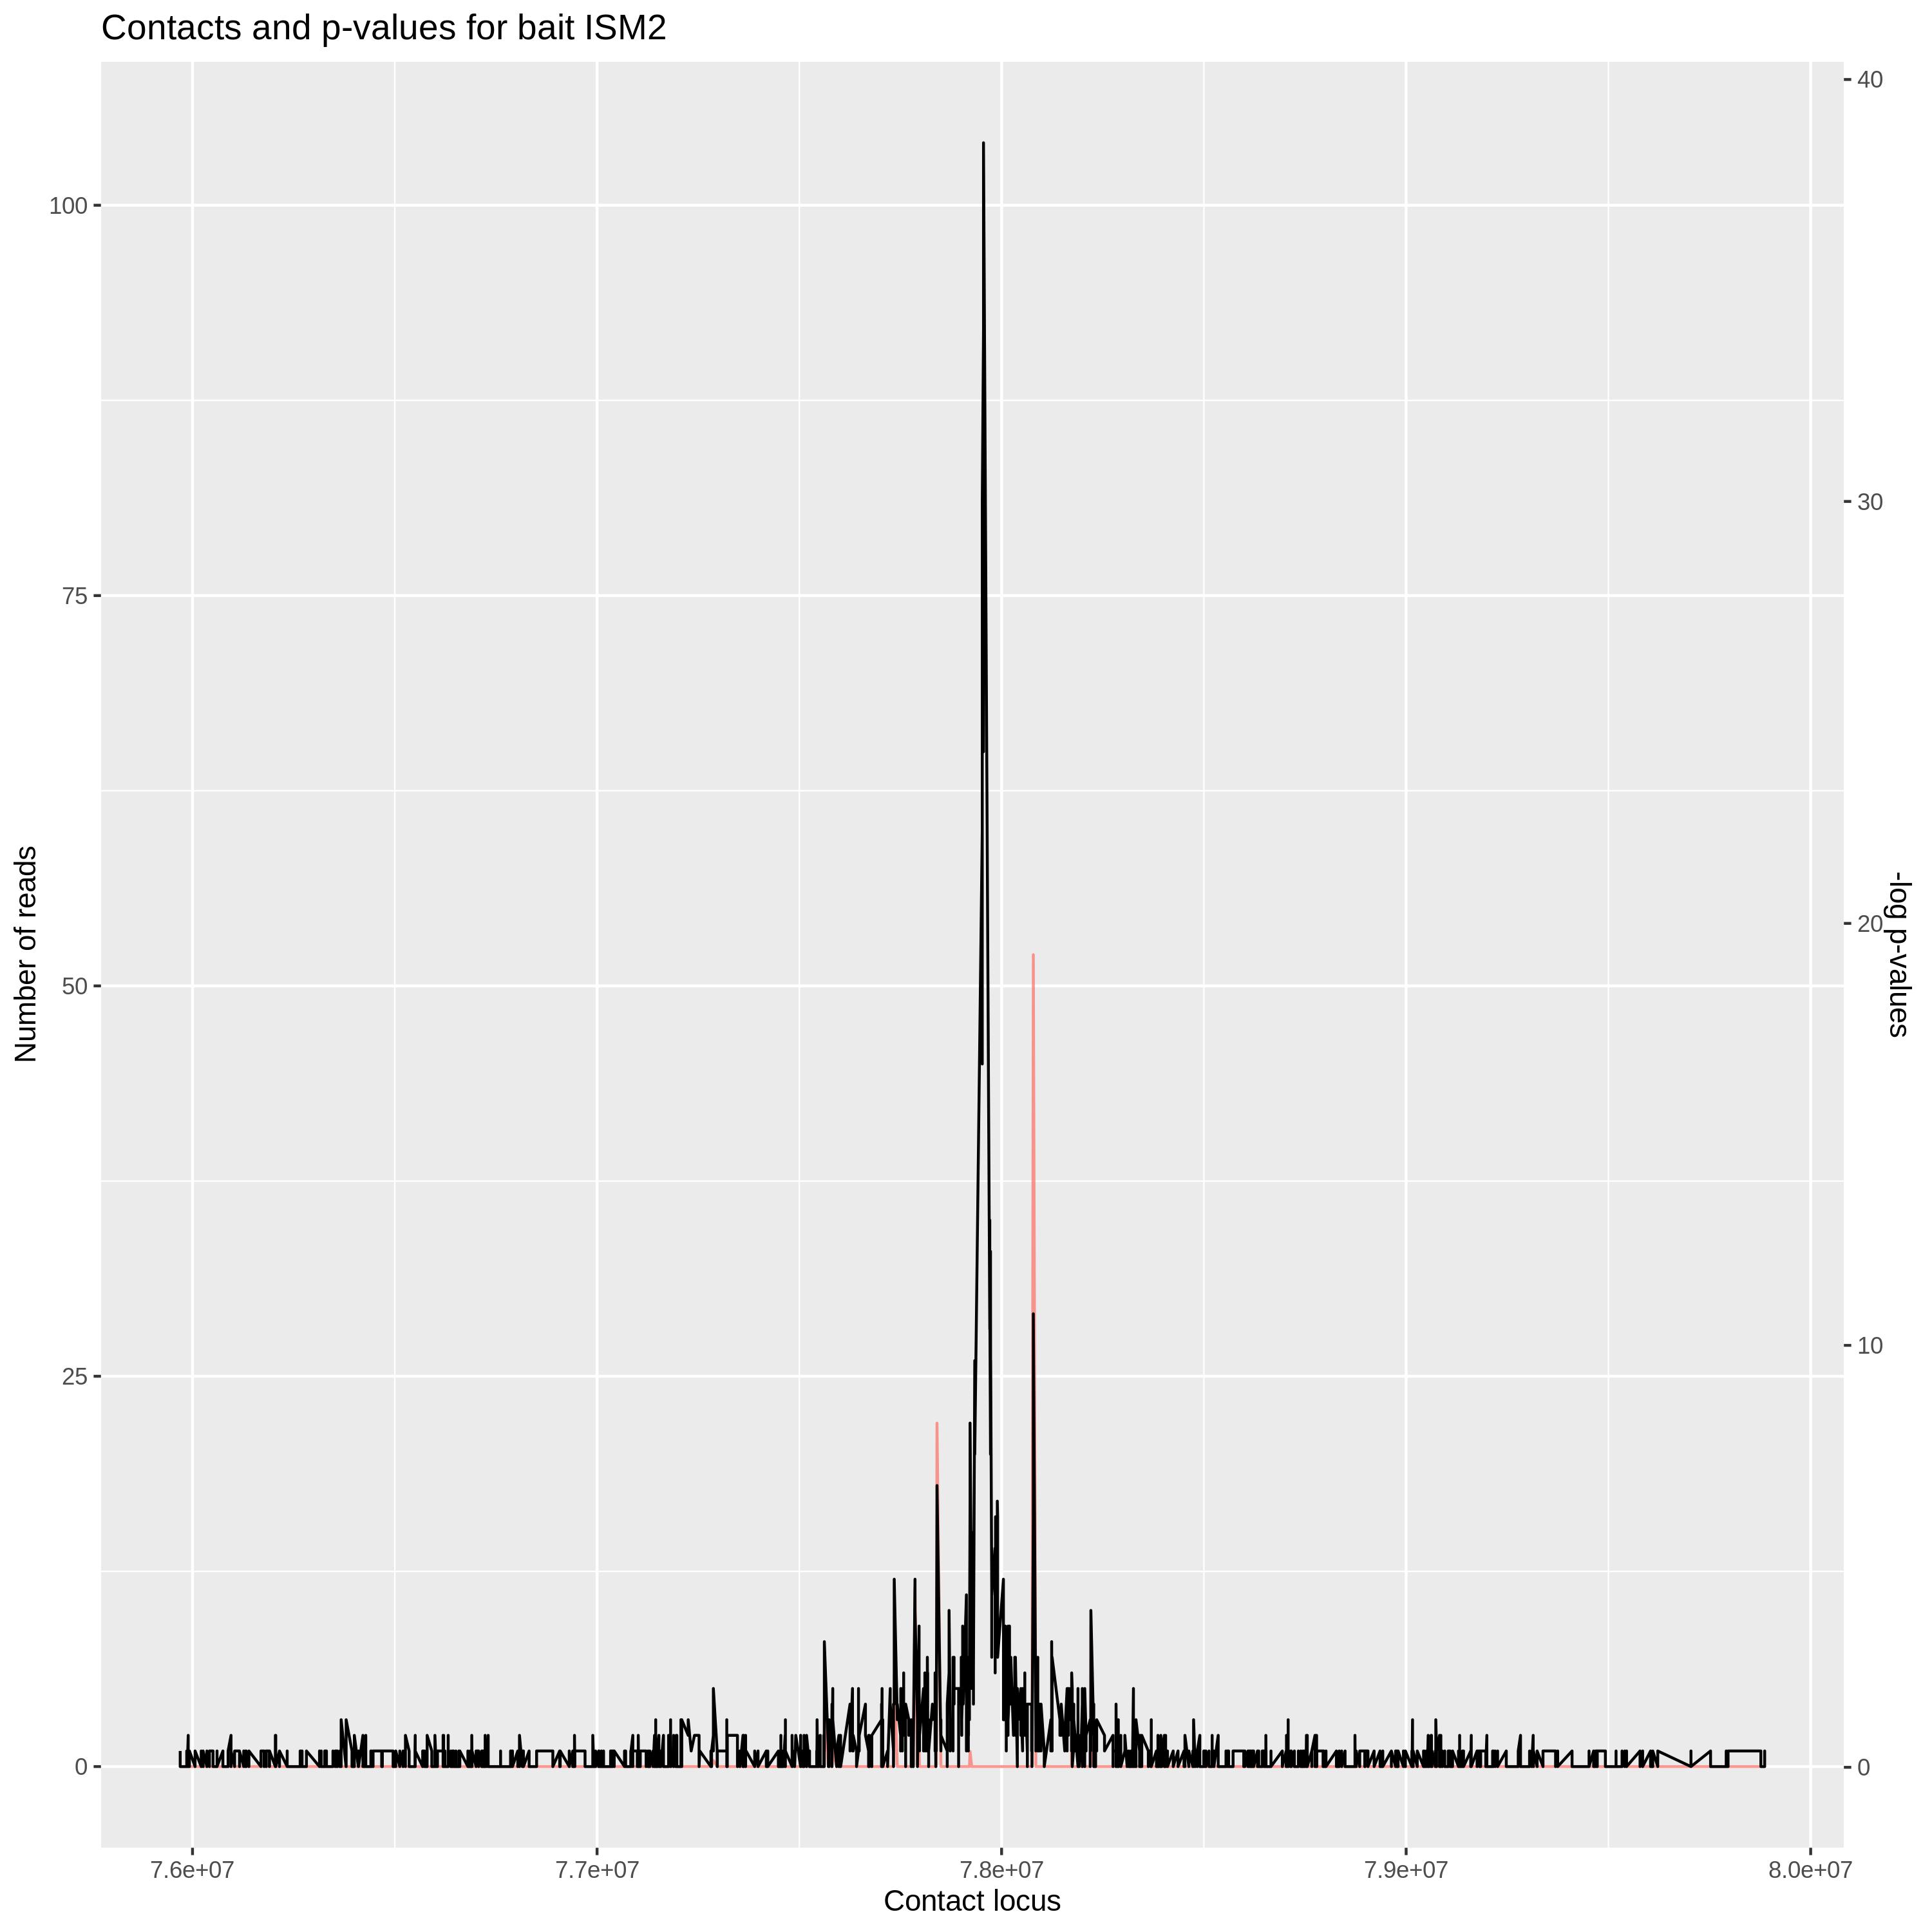 Contacts and p-values for bait ISM2
40
100
30
75
Number of reads
-log p-values
20
50
10
25
0
0
7.6e+07 7.7e+07 7.8e+07 7.9e+07 8.0e+07
Contact locus